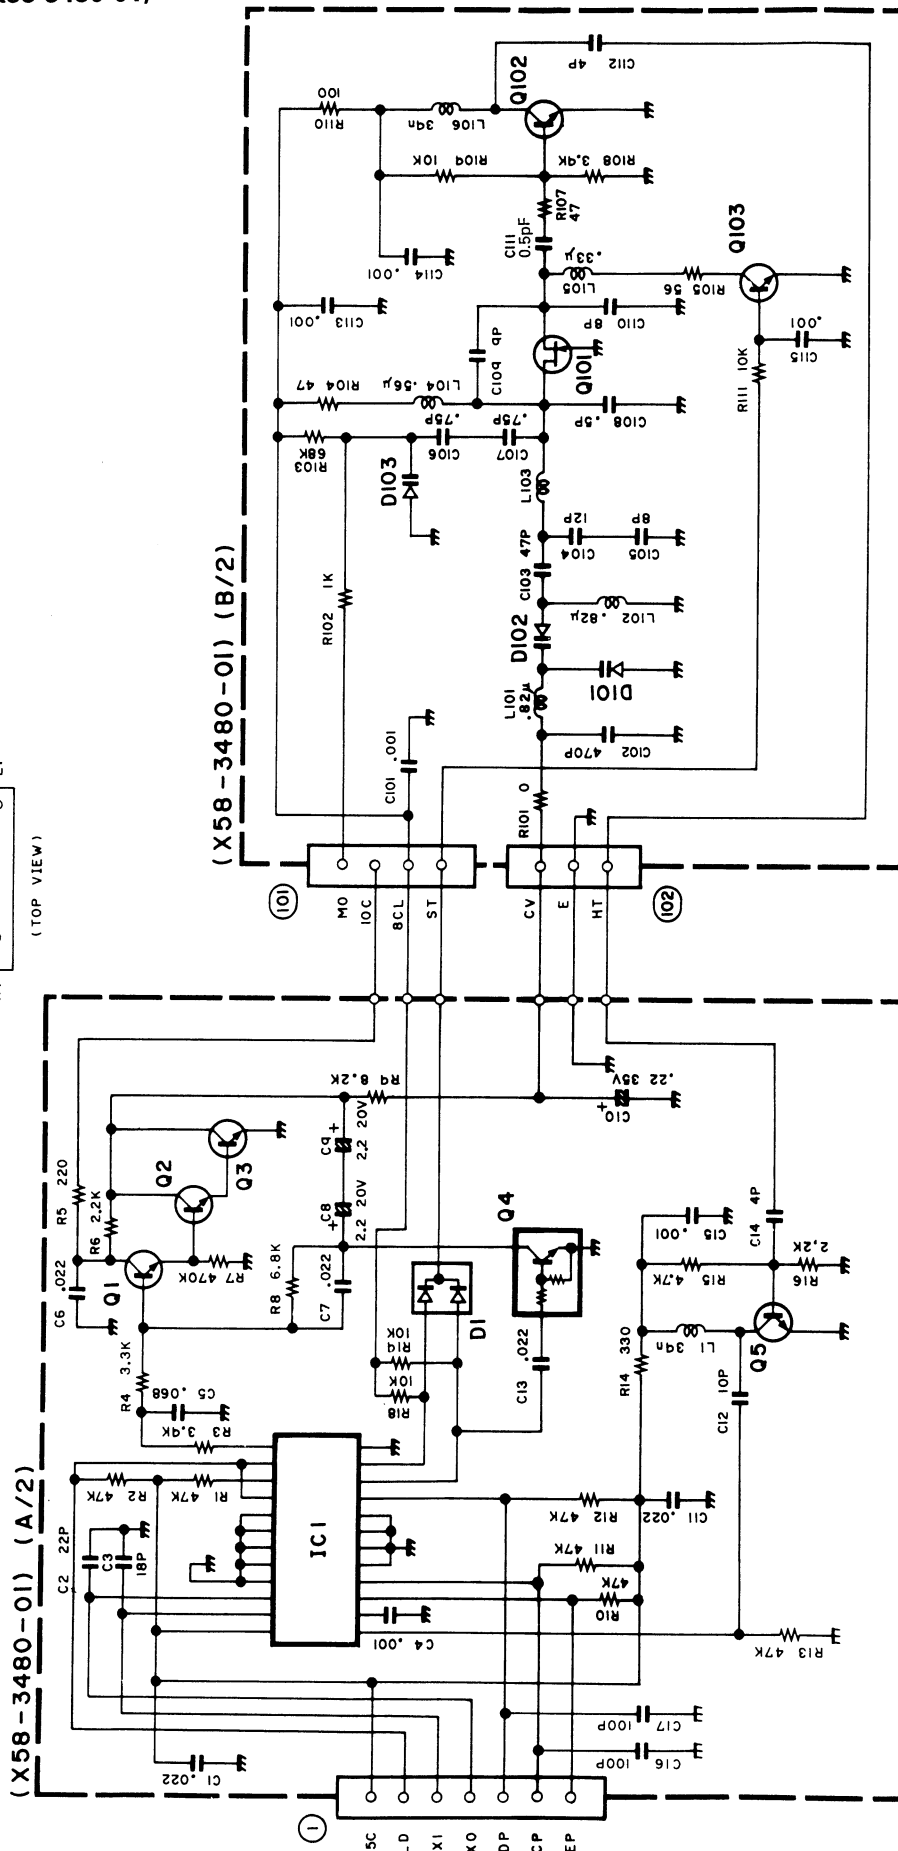 (X58-3480-01) (B/2)
R110
100
L106
34n
Q102
C112
4P
R109
10K
R108 3.9K
R107
47
C114
.001
C111
0.5pF
L105
.33μ
R105 56
Q103
C113
.001
C109
9P
C110
8P
Q101
C115
.001
R111 10K
R104 47
L104 .56μ
C108 .5P
R103
68K
C106
.75P
C107
.75P
D103
L103
C104
12P
C105
8P
C103 47P
R102 1K
D102
L102 .82μ
D101
L101
.82μ
C102
470P
C101 .001
R101 0
101
MO
10C
8CL
ST
CV
E
HT
102
(TOP VIEW)
(X58-3480-01) (A/2)
R5 220
R6 2.2K
Q2
Q3
R9 8.2K
C10
.22 35V
C9
2.2 20V
C8
2.2 20V
C6 .022
Q1
R7 470K
R8 6.8K
C7 .022
Q4
C15
.001
C14 4P
R15
4.7K
R16
2,2K
R4 3.3K
C5
.068
R3
3.9K
R19
10K
R18
10K
D1
C13 .022
R14 330
L1
34n
Q5
C12 10P
R2
47K
R1
47K
IC1
R12
47K
C11
.022
C2 22P
C3
18P
R11
47K
R10
47K
C4 .001
R13
47K
C1 .022
C17
100P
C16
100P
1
5C
LD
X1
XO
DP
CP
EP